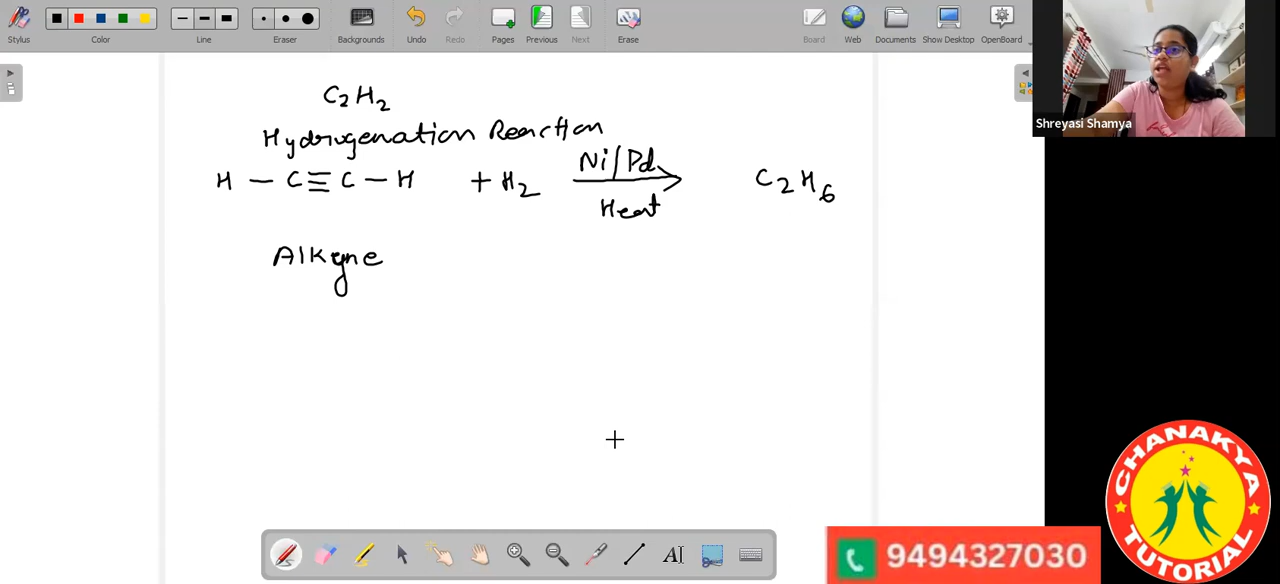 Stylus
Color
Line
Eraser
Backgrounds
Undo
Redo
Pages
Previous
Next
Erase
Board
Web
Documents
Show Desktop
OpenBoard
Shreyasi Shamya
C2H2
Hydrogenation Reaction
H — C≡C — H + H2 Ni/Pd Heat C2H6
Alkyne
CHANAKYA
TUTORIAL
9494327030